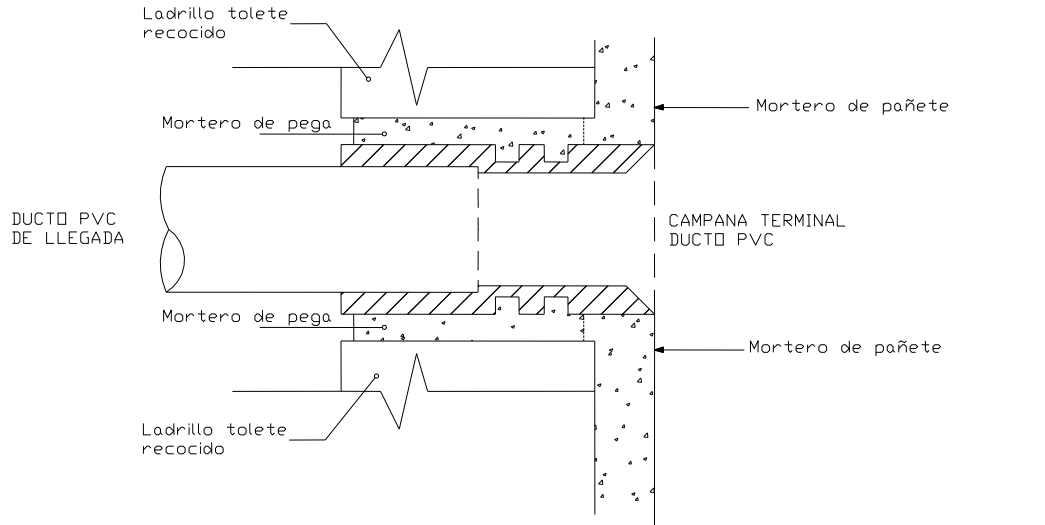 Ladrillo tolete
recocido
Mortero de pañete
Mortero de pega
DUCTO PVC
DE LLEGADA
CAMPANA TERMINAL
DUCTO PVC
Mortero de pega
Mortero de pañete
Ladrillo tolete
recocido